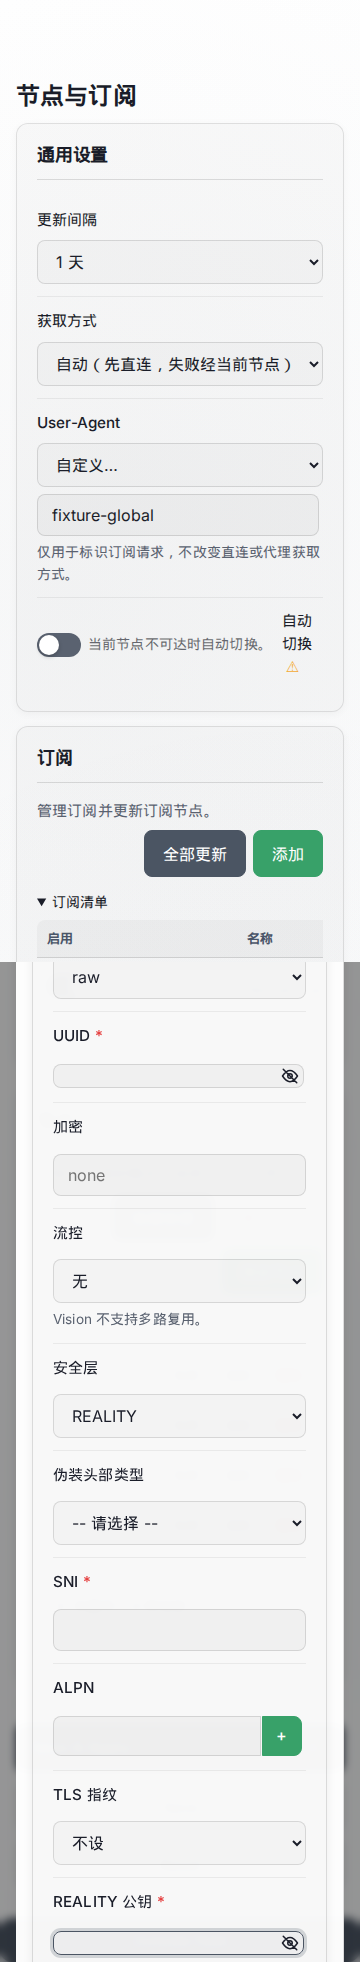 节点与订阅
通用设置
更新间隔
1 天
获取方式
自动（先直连，失败经当前节点）
User-Agent
自定义...
fixture-global
仅用于标识订阅请求，不改变直连或代理获取
方式。
当前节点不可达时自动切换。
自动
切换
⚠
订阅
管理订阅并更新订阅节点。
全部更新
添加
▼ 订阅清单
启用
名称
raw
UUID *
加密
none
流控
无
Vision 不支持多路复用。
安全层
REALITY
伪装头部类型
-- 请选择 --
SNI *
ALPN
+
TLS 指纹
不设
REALITY 公钥 *